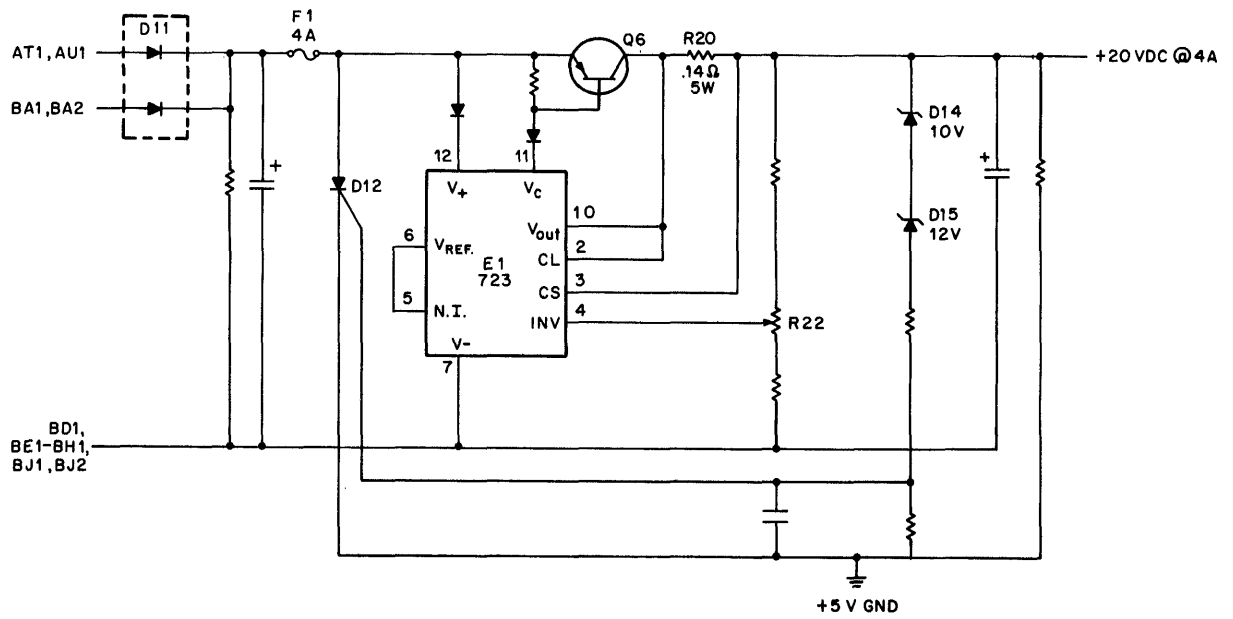 D11
F1
4A
AT1, AU1
BA1, BA2
Q6
R20
.14Ω
5W
+20 VDC @ 4A
D14
10V
D12
12
11
V+
VC
D15
12V
10
Vout
6
VREF.
2
CL
E1
723
3
CS
5
N.I.
4
INV
R22
V-
7
BD1,
BE1-BH1,
BJ1, BJ2
+5 V GND